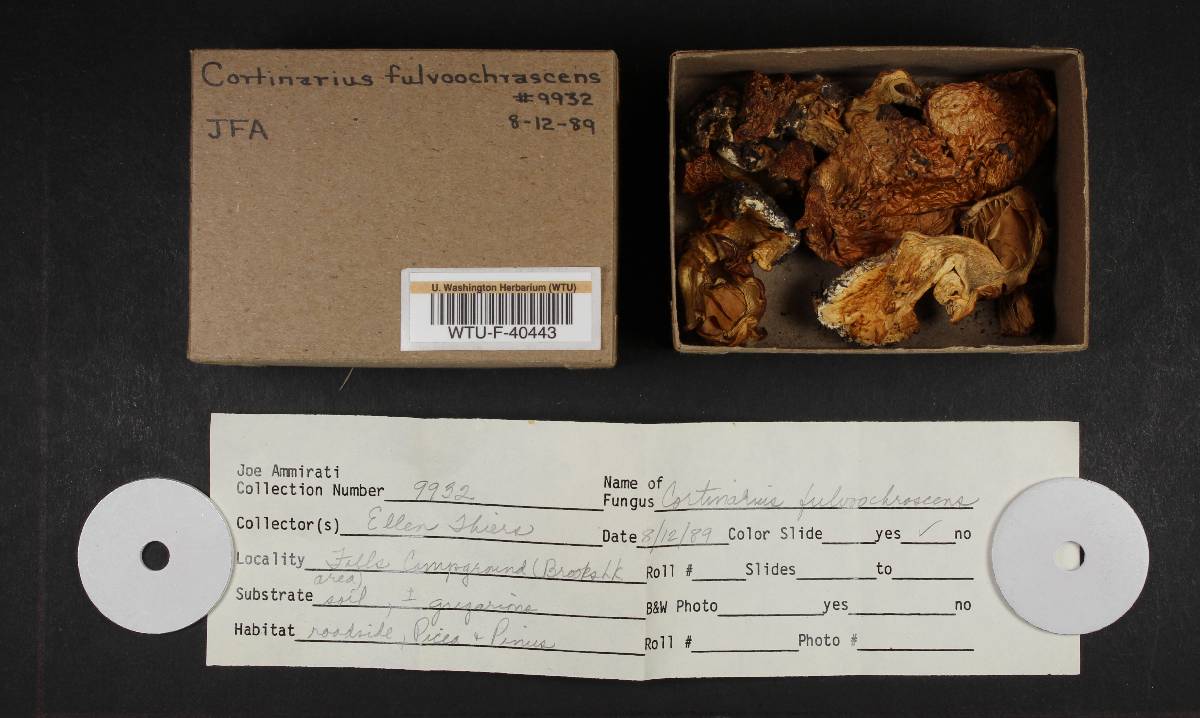 Cortinarius fulvoochrascens
#9932
JFA
8-12-89
U. Washington Herbarium (WTU)
WTU-F-40443
Joe Ammirati
Collection Number 9932
Name of
Fungus Cortinarius fulvoochrascens
Collector(s) Ellen Thiers
Date 8/12/89 Color Slide yes ✓ no
Locality Falls Campground (Brooks Lk
area)
Roll # Slides to
Substrate soil, ± gregarious
B&W Photo yes no
Habitat roadside, Picea + Pinus
Roll # Photo #